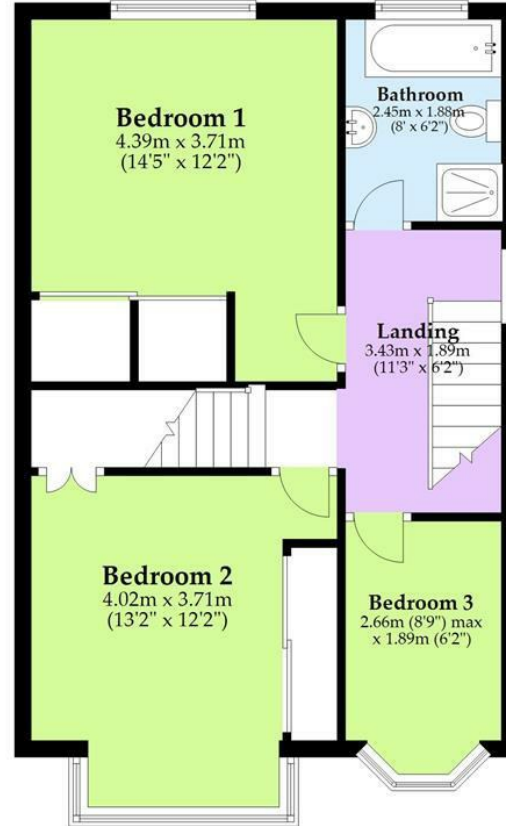 Bedroom 1
4.39m x 3.71m
(14'5" x 12'2")
Bathroom
2.45m x 1.88m
(8' x 6'2")
Landing
3.43m x 1.89m
(11'3" x 6'2")
Bedroom 2
4.02m x 3.71m
(13'2" x 12'2")
Bedroom 3
2.66m (8'9") max
x 1.89m (6'2")